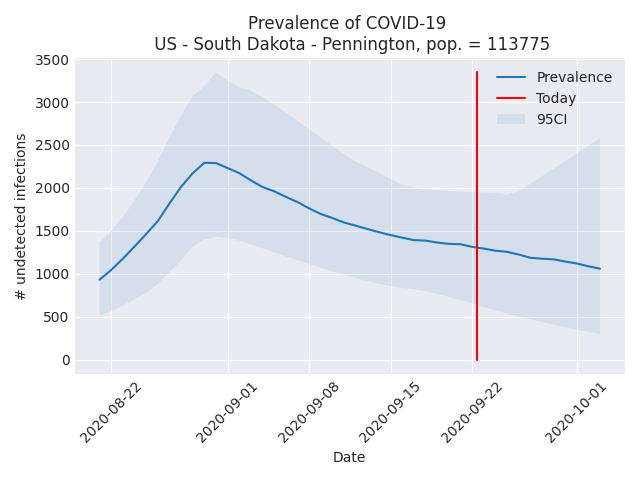 Prevalence of COVID-19
US - South Dakota - Pennington, pop. = 113775
3500
3000
2500
2000
1500
1000
500
0
# undetected infections
Prevalence
Today
95CI
2020-08-22
2020-09-01
2020-09-08
2020-09-15
2020-09-22
2020-10-01
Date